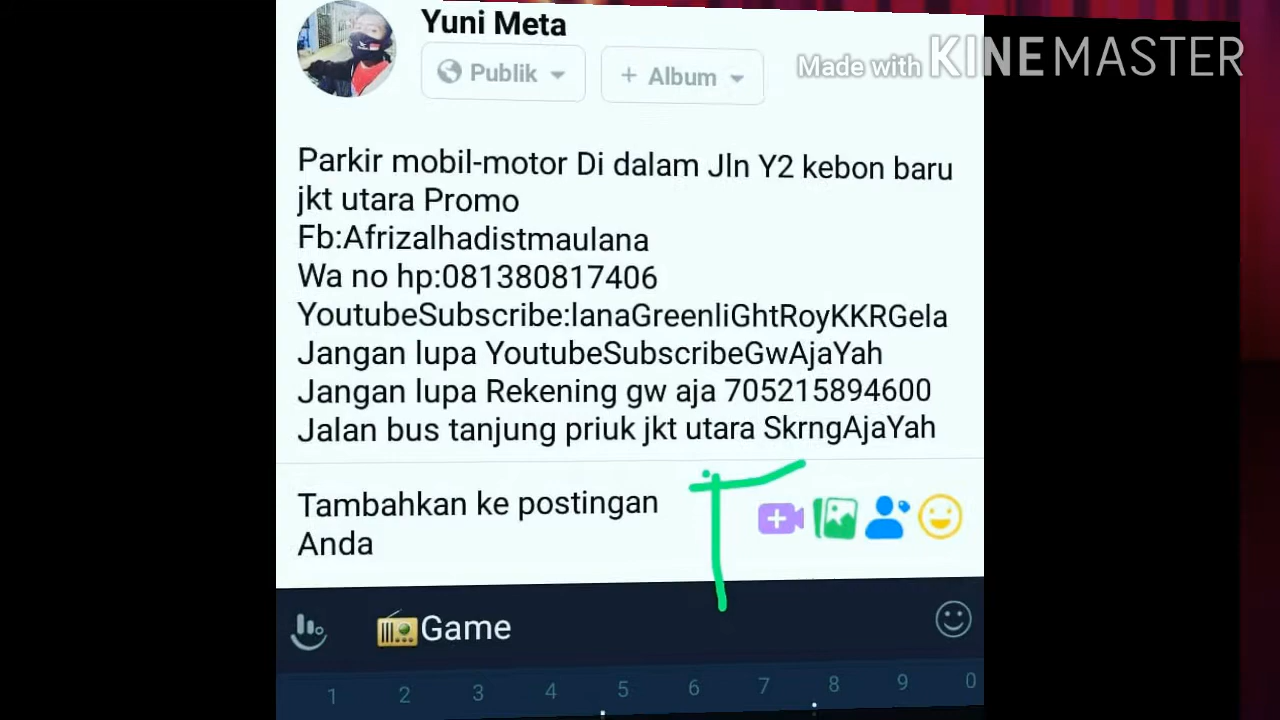 Yuni Meta
Publik
+ Album
Made with KINEMASTER
Parkir mobil-motor Di dalam Jln Y2 kebon baru
jkt utara Promo
Fb:Afrizalhadistmaulana
Wa no hp:081380817406
YoutubeSubscribe:lanaGreenliGhtRoyKKRGela
Jangan lupa YoutubeSubscribeGwAjaYah
Jangan lupa Rekening gw aja 705215894600
Jalan bus tanjung priuk jkt utara SkrngAjaYah
Tambahkan ke postingan
Anda
T
Game
1 2 3 4 5 6 7 8 9 0